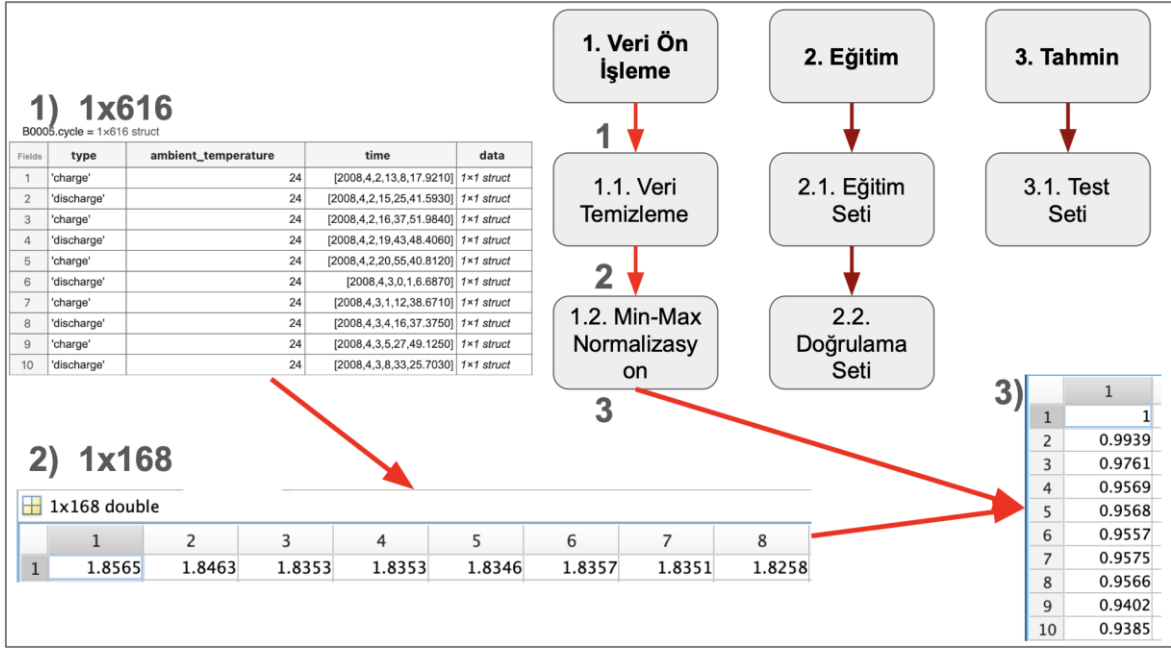 1. Veri Ön
İşleme
2. Eğitim
3. Tahmin
1) 1x616
B0005.cycle = 1×616 struct
Fields type ambient_temperature time data
1 'charge' 24 [2008,4,2,13,8,17.9210] 1×1 struct
2 'discharge' 24 [2008,4,2,15,25,41.5930] 1×1 struct
3 'charge' 24 [2008,4,2,16,37,51.9840] 1×1 struct
4 'discharge' 24 [2008,4,2,19,43,48.4060] 1×1 struct
5 'charge' 24 [2008,4,2,20,55,40.8120] 1×1 struct
6 'discharge' 24 [2008,4,3,0,1,6.6870] 1×1 struct
7 'charge' 24 [2008,4,3,1,12,38.6710] 1×1 struct
8 'discharge' 24 [2008,4,3,4,16,37.3750] 1×1 struct
9 'charge' 24 [2008,4,3,5,27,49.1250] 1×1 struct
10 'discharge' 24 [2008,4,3,8,33,25.7030] 1×1 struct
1
1.1. Veri
Temizleme
2.1. Eğitim
Seti
3.1. Test
Seti
2
1.2. Min-Max
Normalizasy
on
2.2.
Doğrulama
Seti
3
2) 1x168
1x168 double
1 2 3 4 5 6 7 8
1 1.8565 1.8463 1.8353 1.8353 1.8346 1.8357 1.8351 1.8258
3)
1
1 1
2 0.9939
3 0.9761
4 0.9569
5 0.9568
6 0.9557
7 0.9575
8 0.9566
9 0.9402
10 0.9385